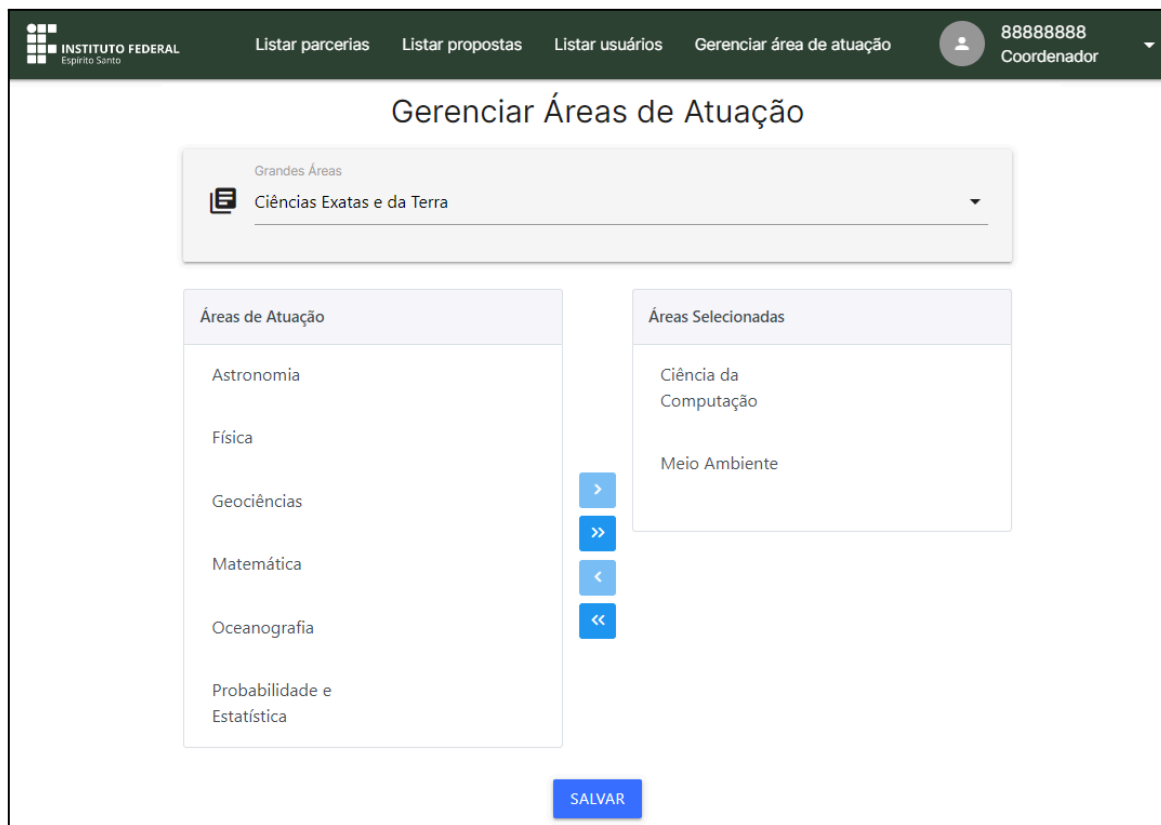 INSTITUTO FEDERAL
Espírito Santo
Listar parcerias
Listar propostas
Listar usuários
Gerenciar área de atuação
88888888
Coordenador
Gerenciar Áreas de Atuação
Grandes Áreas
Ciências Exatas e da Terra
Áreas de Atuação
Astronomia
Física
Geociências
Matemática
Oceanografia
Probabilidade e
Estatística
Áreas Selecionadas
Ciência da
Computação
Meio Ambiente
SALVAR